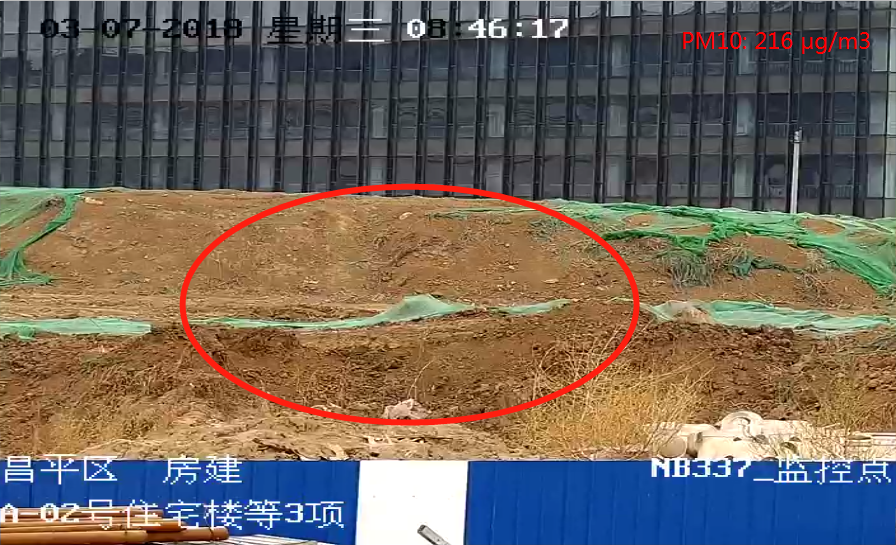 03-07-2018 星期三 08:46:17
PM10: 216 µg/m3
昌平区 房建
NB337_监控点
A 02号住宅楼等3项